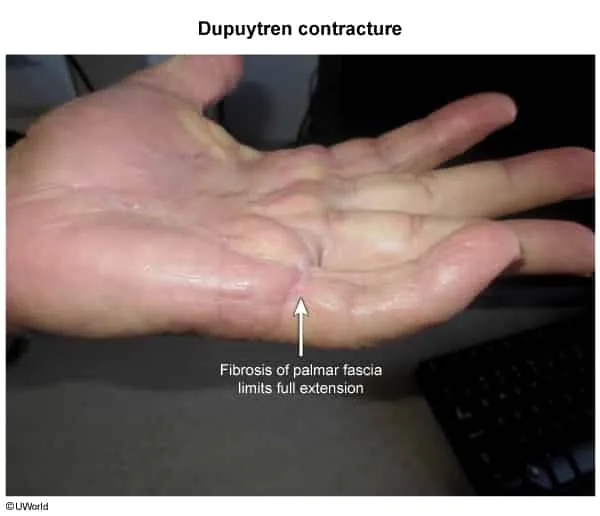 Dupuytren contracture
Fibrosis of palmar fascia
limits full extension
©UWorld